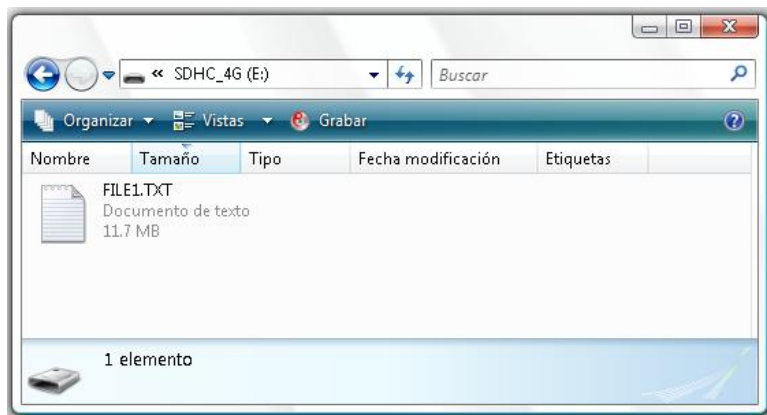 « SDHC_4G (E:)
Buscar
Organizar
Vistas
Grabar
Nombre
Tamaño
Tipo
Fecha modificación
Etiquetas
FILE1.TXT
Documento de texto
11.7 MB
1 elemento